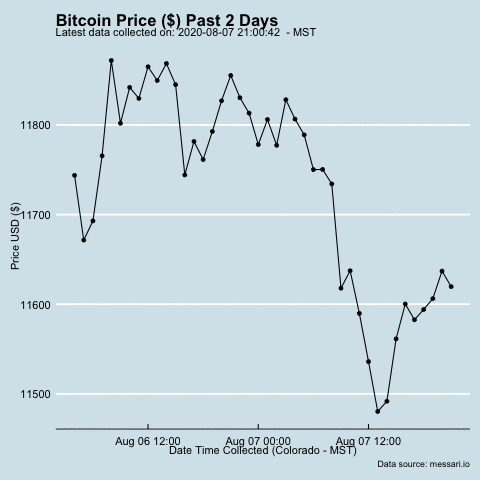 Bitcoin Price ($) Past 2 Days
Latest data collected on: 2020-08-07 21:00:42  - MST
Price USD ($)
11800
11700
11600
11500
Aug 06 12:00 Aug 07 00:00 Aug 07 12:00
Date Time Collected (Colorado - MST)
Data source: messari.io